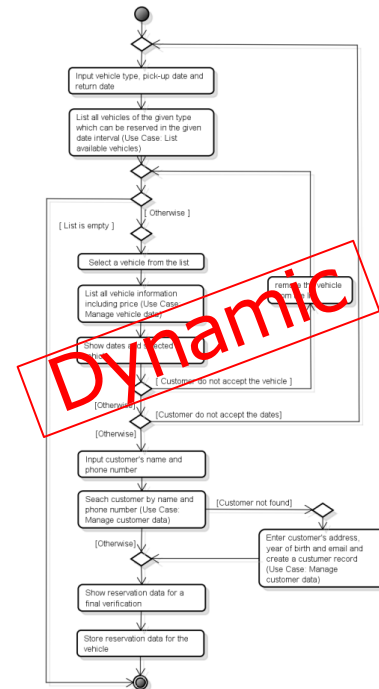 Input vehicle type, pick-up date and
return date
List all vehicles of the given type
which can be reserved in the given
date interval (Use Case: List
available vehicles)
[ Otherwise ]
[ List is empty ]
Select a vehicle from the list
List all vehicle information
including price (Use Case:
Manage vehicle data)
the vehicle
Show dates and
Dynamic
[ Customer do not accept the vehicle ]
[Otherwise]
[Customer do not accept the dates]
[Otherwise]
Input customer's name and
phone number
Seach customer by name and
phone number (Use Case:
Manage customer data)
[Customer not found]
Enter customer's address,
year of birth and email and
create a custumer record
(Use Case: Manage
customer data)
[Otherwise]
Show reservation data for a
final verification
Store reservation data for the
vehicle